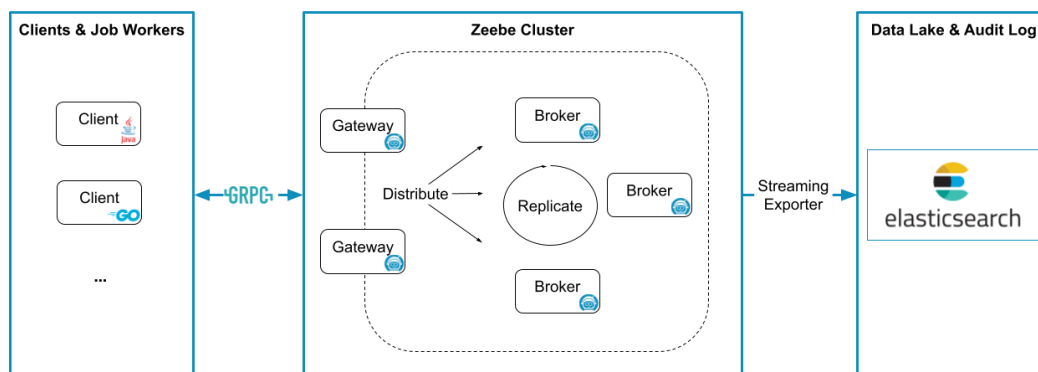 Clients & Job Workers
Client
Java
Client
GO
...
GRPC
Zeebe Cluster
Gateway
Gateway
Distribute
Broker
Replicate
Broker
Broker
Streaming
Exporter
Data Lake & Audit Log
elasticsearch